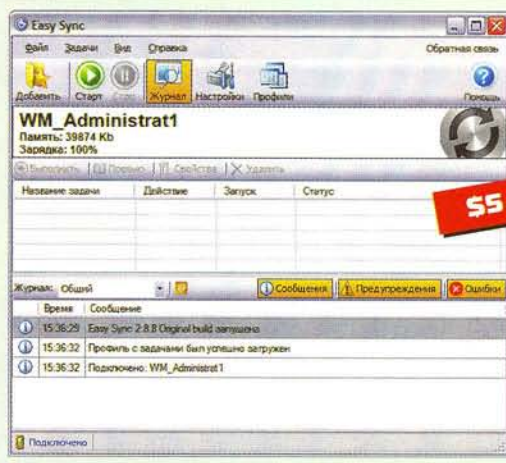 Easy Sync
Файл Задачи Вид Справка Обратная связь
Добавить Старт Стоп Журнал Настройки Профили Помощь
WM_Administrat1
Память: 39874 Kb
Зарядка: 100%
Выполнить Свойства Удалить
Название задачи Действие Запуск Статус
$5
Журнал: Общий Сообщения Предупреждения Ошибки
Время Сообщение
15:36:29 Easy Sync 2.8.8 Original build запущена
15:36:32 Профиль с задачами был успешно загружен
15:36:32 Подключено: WM_Administrat1
Подключено